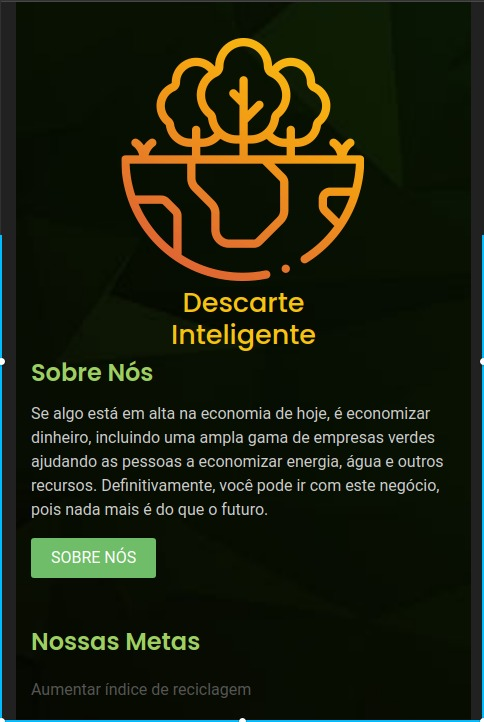 Descarte
Inteligente
Sobre Nós
Se algo está em alta na economia de hoje, é economizar
dinheiro, incluindo uma ampla gama de empresas verdes
ajudando as pessoas a economizar energia, água e outros
recursos. Definitivamente, você pode ir com este negócio,
pois nada mais é do que o futuro.
SOBRE NÓS
Nossas Metas
Aumentar índice de reciclagem